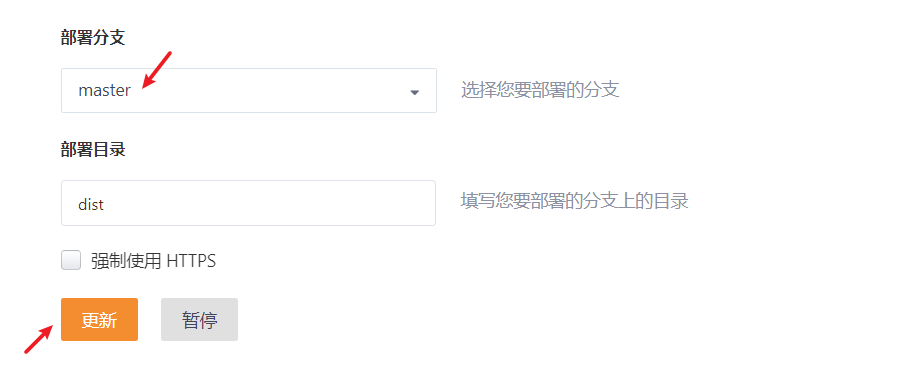 部署分支
master
选择您要部署的分支
部署目录
dist
填写您要部署的分支上的目录
强制使用 HTTPS
更新
暂停